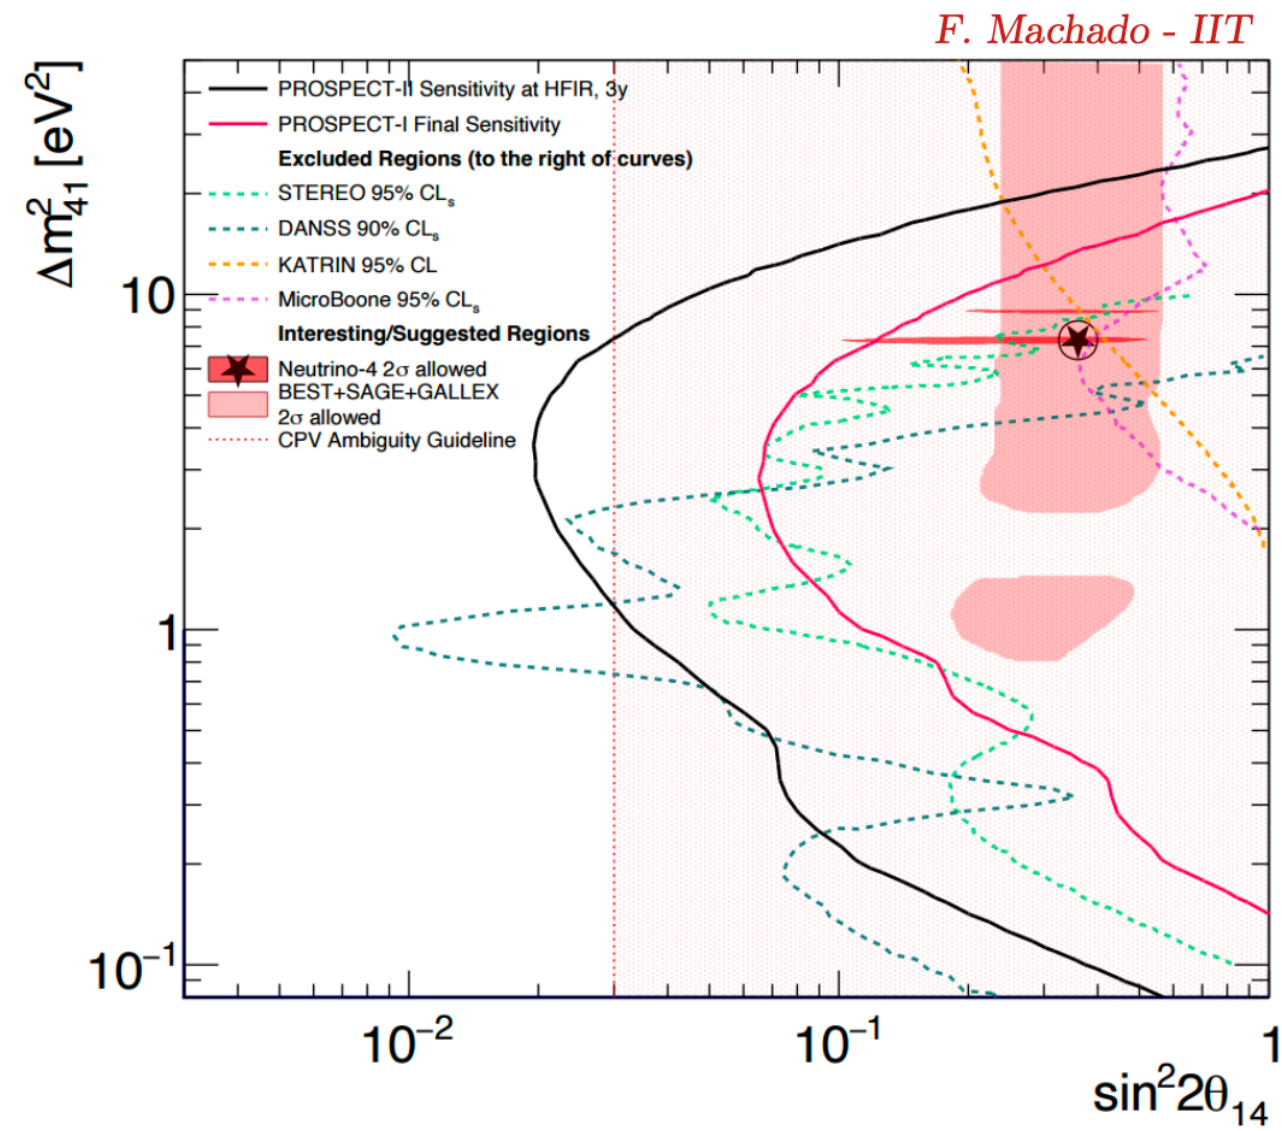 F. Machado - IIT
Δm²₄₁ [eV²]
PROSPECT-II Sensitivity at HFIR, 3y
PROSPECT-I Final Sensitivity
Excluded Regions (to the right of curves)
STEREO 95% CLₛ
DANSS 90% CLₛ
KATRIN 95% CL
MicroBoone 95% CLₛ
Interesting/Suggested Regions
Neutrino-4 2σ allowed
BEST+SAGE+GALLEX
2σ allowed
CPV Ambiguity Guideline
10
1
10⁻¹
10⁻² 10⁻¹ 1
sin²2θ₁₄